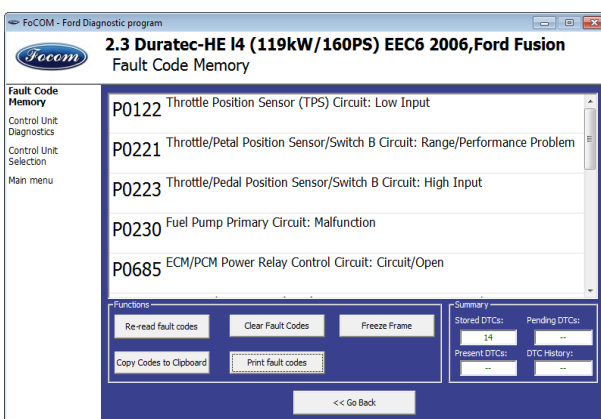 FoCOM - Ford Diagnostic program
Focom
2.3 Duratec-HE I4 (119kW/160PS) EEC6 2006,Ford Fusion
Fault Code Memory
Fault Code
Memory
Control Unit
Diagnostics
Control Unit
Selection
Main menu
P0122 Throttle Position Sensor (TPS) Circuit: Low Input
P0221 Throttle/Petal Position Sensor/Switch B Circuit: Range/Performance Problem
P0223 Throttle/Pedal Position Sensor/Switch B Circuit: High Input
P0230 Fuel Pump Primary Circuit: Malfunction
P0685 ECM/PCM Power Relay Control Circuit: Circuit/Open
Functions
Re-read fault codes
Clear Fault Codes
Freeze Frame
Copy Codes to Clipboard
Print fault codes
Summary
Stored DTCs: Pending DTCs:
14 --
Present DTCs: DTC History:
-- --
<< Go Back